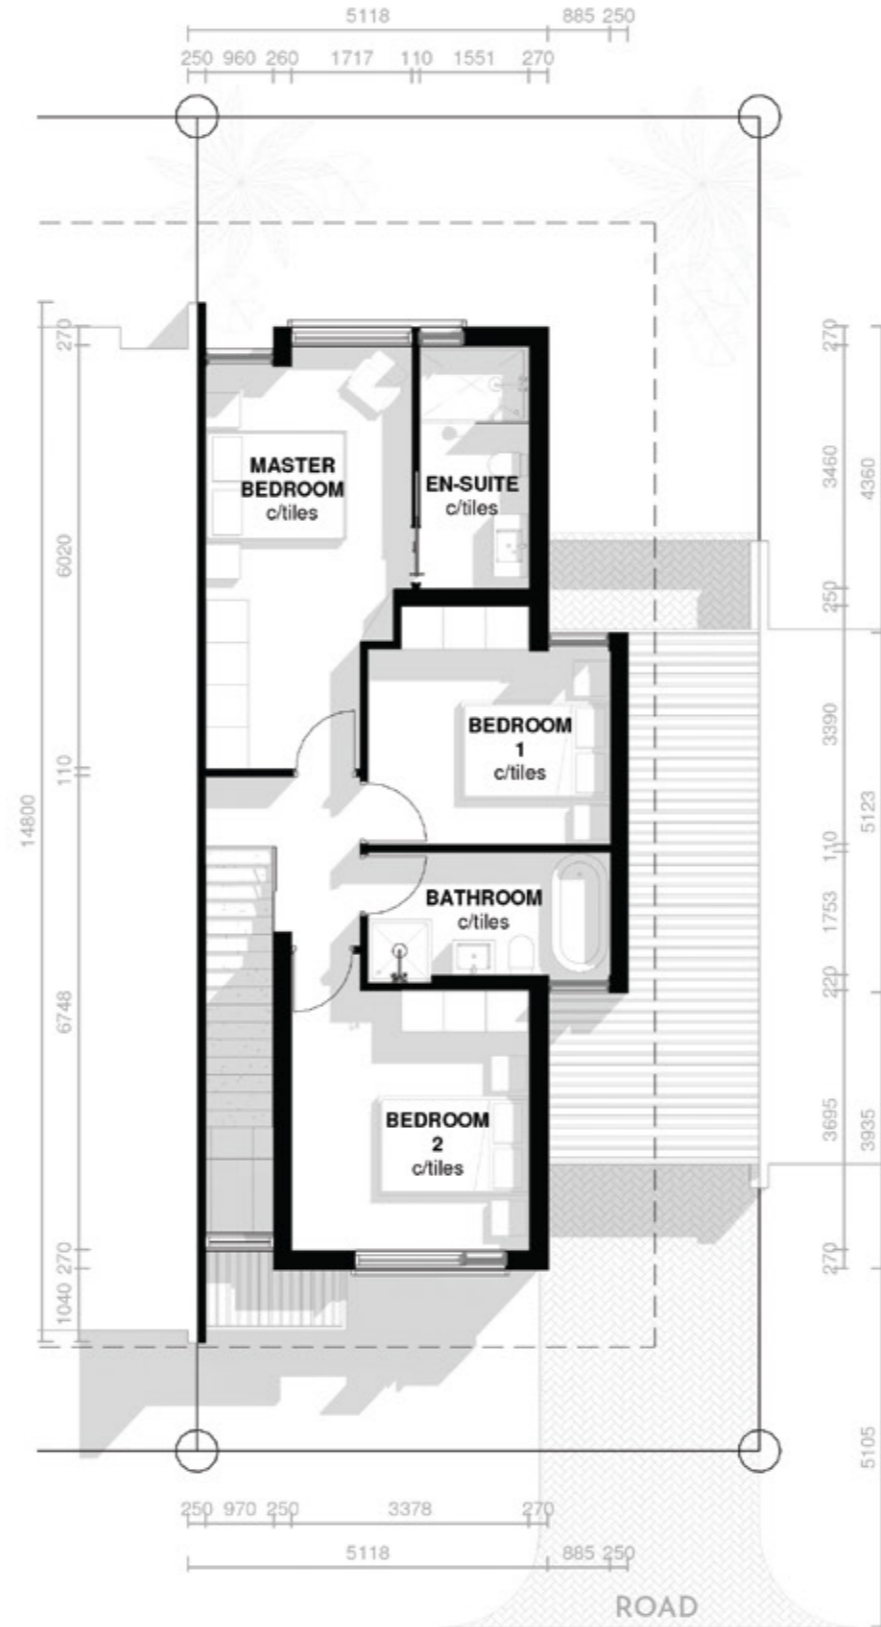 5118 885 250
250 960 260 1717 110 1551 270
MASTER
BEDROOM
c/tiles
EN-SUITE
c/tiles
BEDROOM
1
c/tiles
BATHROOM
c/tiles
BEDROOM
2
c/tiles
14800
270
6020
110
6748
270
1040
270
3460
250
3390
110
1753
220
3695
270
4360
5123
3935
5105
250 970 250 3378 270
5118 885 250
ROAD